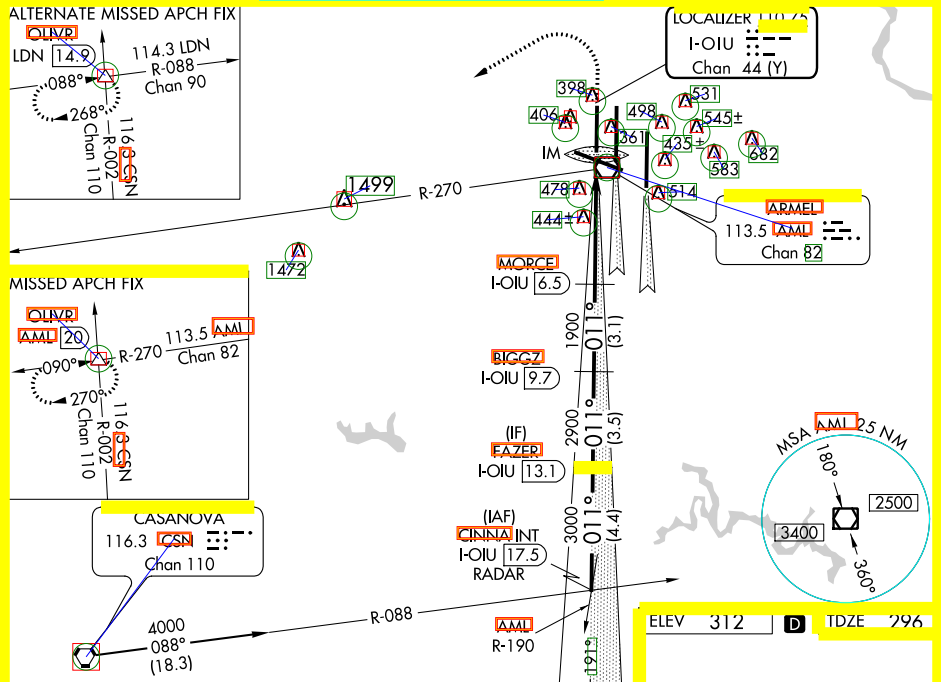 ALTERNATE MISSED APCH FIX
OLIVR
LDN 14.9
114.3 LDN
R-088
Chan 90
088°
268°
116.3 CSN
R-002
Chan 110
LOCALIZER 110.75
I-OIU
Chan 44 (Y)
398
406
361
498
531
545±
435±
583
682
IM
478
444±
514
1499
R-270
1472
ARMEL
113.5 AML
Chan 82
MISSED APCH FIX
OLIVR
AML 20
113.5 AML
R-270
Chan 82
090°
270°
116.3 CSN
R-002
Chan 110
MORCE
I-OIU 6.5
1900
011°
(3.1)
BIGGZ
I-OIU 9.7
2900
011°
(3.5)
(IF)
FAZER
I-OIU 13.1
3000
011°
(4.4)
(IAF)
CINNA INT
I-OIU 17.5
RADAR
MSA AML 25 NM
180°
2500
3400
360°
CASANOVA
116.3 CSN
Chan 110
R-088
4000
088°
(18.3)
AML
R-190
191°
ELEV 312 D TDZE 296